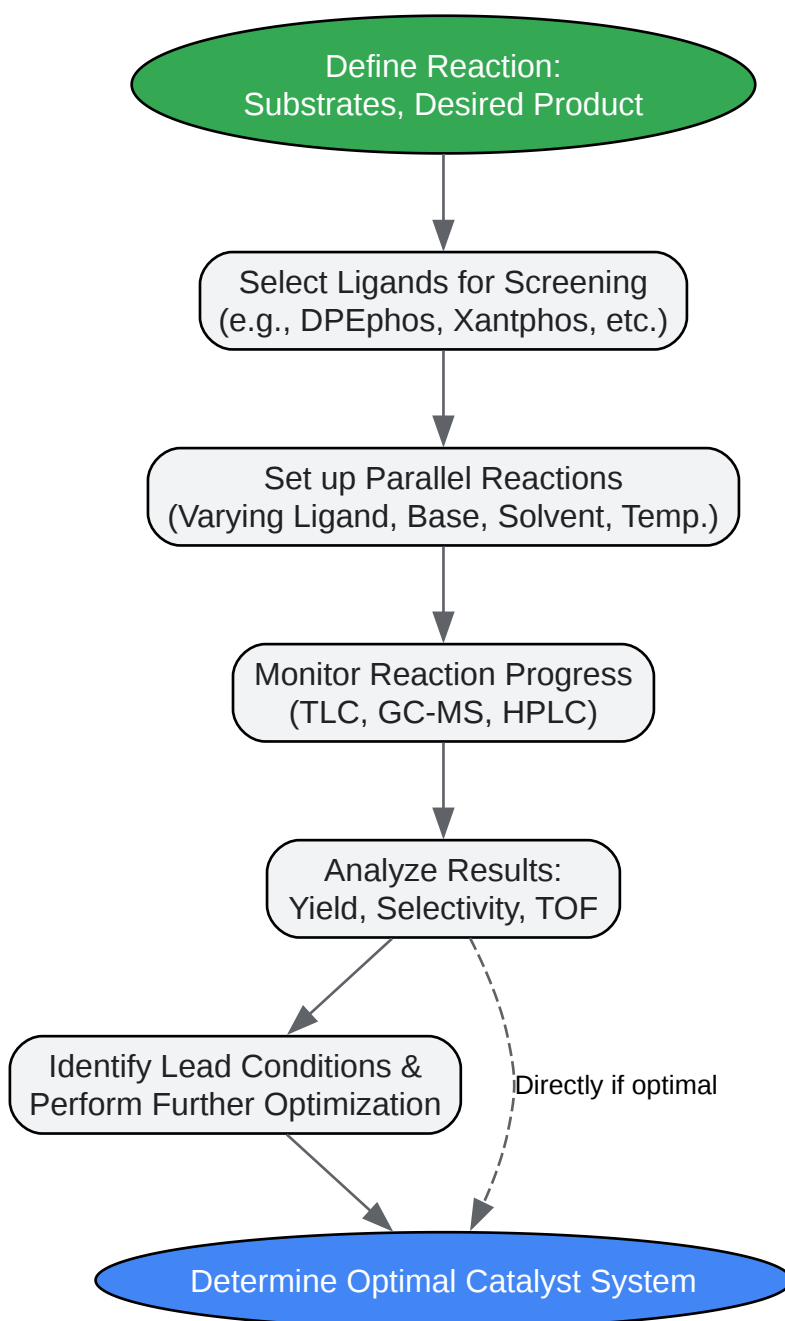 Define Reaction:
Substrates, Desired Product
Select Ligands for Screening
(e.g., DPEphos, Xantphos, etc.)
Set up Parallel Reactions
(Varying Ligand, Base, Solvent, Temp.)
Monitor Reaction Progress
(TLC, GC-MS, HPLC)
Analyze Results:
Yield, Selectivity, TOF
Identify Lead Conditions &
Perform Further Optimization
Directly if optimal
Determine Optimal Catalyst System